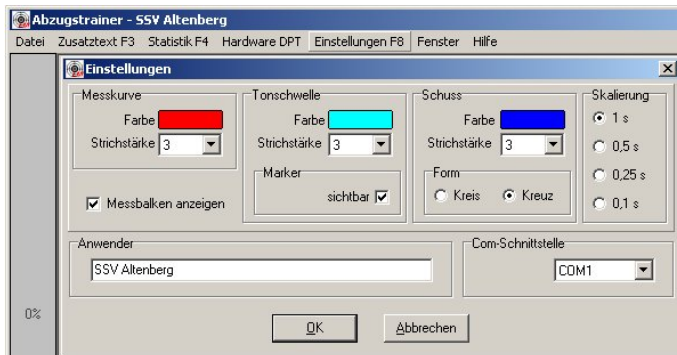 Abzugstrainer - SSV Altenberg
Datei Zusatztext F3 Statistik F4 Hardware DPT Einstellungen F8 Fenster Hilfe
Einstellungen
Messkurve
Farbe
Strichstärke 3
Messbalken anzeigen
Tonschwelle
Farbe
Strichstärke 3
Marker
sichtbar
Schuss
Farbe
Strichstärke 3
Form
Kreis Kreuz
Skalierung
1 s
0,5 s
0,25 s
0,1 s
Anwender
SSV Altenberg
Com-Schnittstelle
COM1
0%
OK Abbrechen